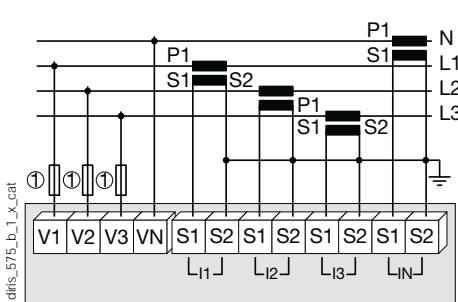 P1 N
P1 S1 L1
S1 S2 L2
P1 L3
S1 S2
① ① ①
V1 V2 V3 VN S1 S2 S1 S2 S1 S2 S1 S2
I1 I2 I3 IN
diris_575_b_1_x_cat